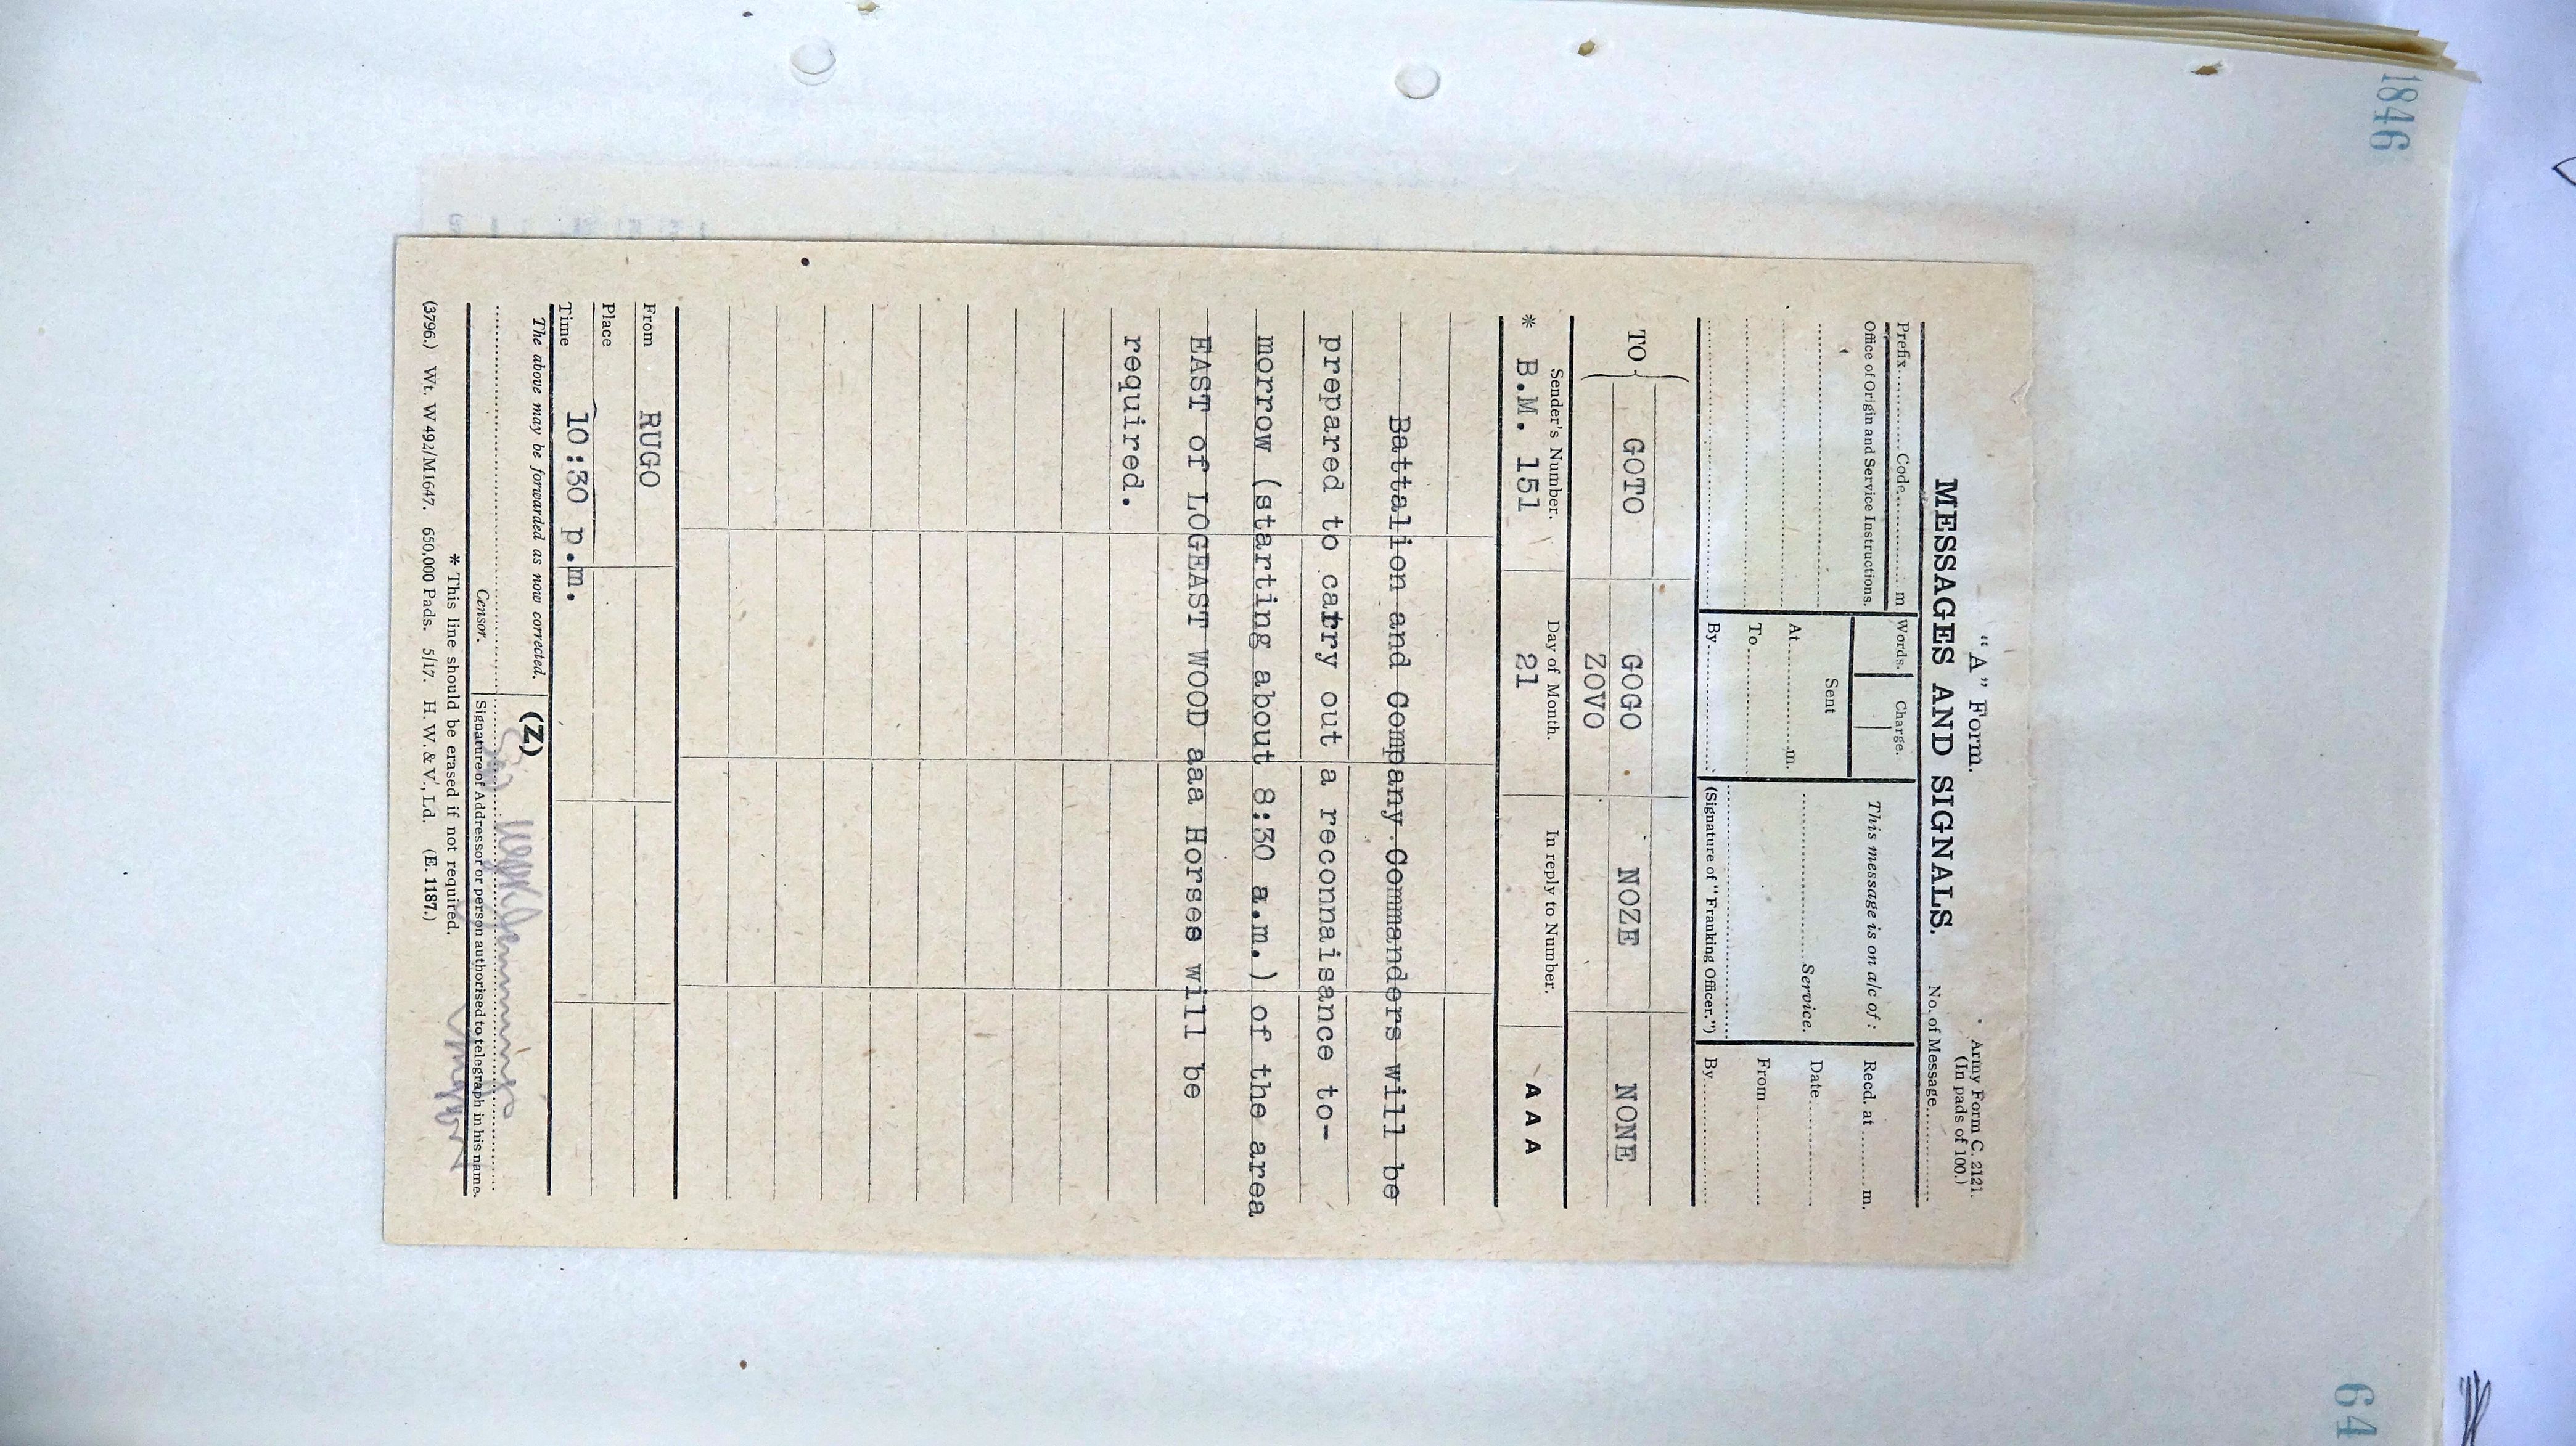 1846
64
"A" Form.
Army Form C. 2121.
(In pads of 100.)
MESSAGES AND SIGNALS.
No. of Message............
Prefix............Code............m
Words.
Charge.
This message is on a/c of :
Recd. at ............ m.
Office of Origin and Service Instructions.
Sent
............Service.
Date............
At............m.
To............
From............
By............
(Signature of "Franking Officer.")
By............
TO
GOTO
GOGO
NOZE
NONE
ZOVO
Sender's Number.
Day of Month.
In reply to Number.
* B.M. 151
21
AAA
Battalion and Company Commanders will be
prepared to carry out a reconnaissance to-
morrow (starting about 8:30 a.m.) of the area
EAST of LOGEAST WOOD aaa Horses will be
required.
From RUGO
Place
Time 10:30 p.m.
The above may be forwarded as now corrected.
(Z)
Censor.
Signature of Addressor or person authorised to telegraph in his name.
* This line should be erased if not required.
(3796.) Wt. W 492/M1647. 650,000 Pads. 5/17. H. W. & V., Ld. (E. 1187.)